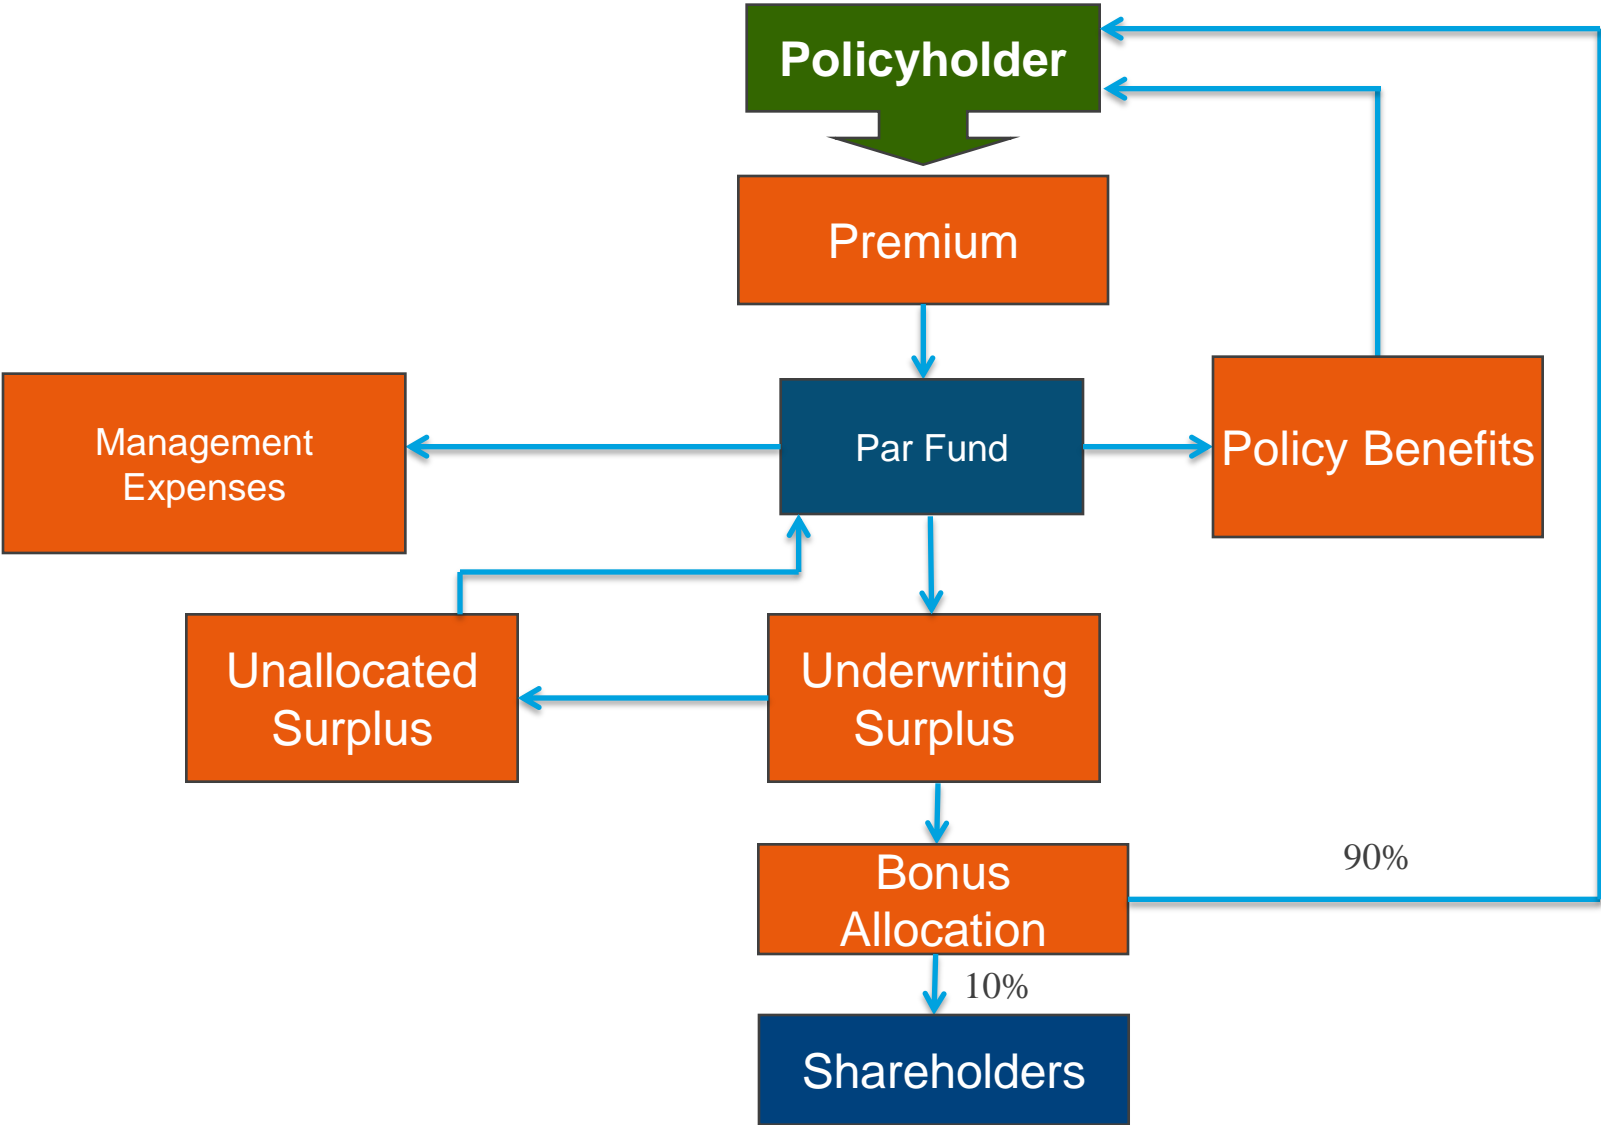 Policyholder
Premium
Management
Expenses
Par Fund
Policy Benefits
Unallocated
Surplus
Underwriting
Surplus
Bonus
Allocation
90%
10%
Shareholders